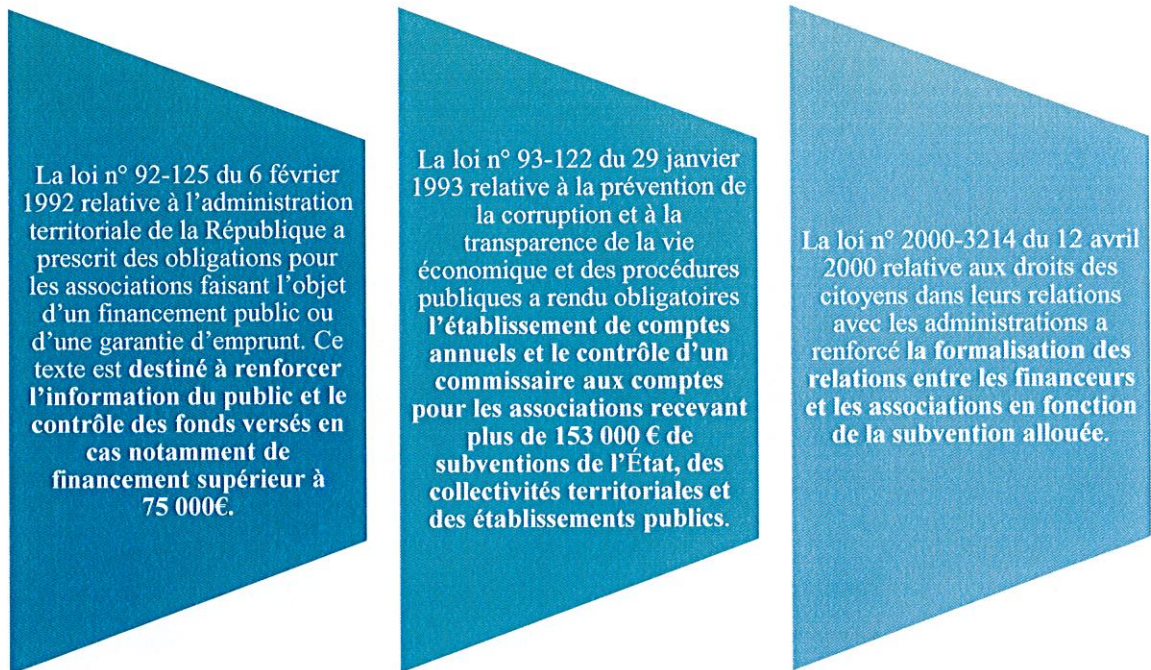 La loi n° 92-125 du 6 février
1992 relative à l'administration
territoriale de la République a
prescrit des obligations pour
les associations faisant l'objet
d'un financement public ou
d'une garantie d'emprunt. Ce
texte est destiné à renforcer
l'information du public et le
contrôle des fonds versés en
cas notamment de
financement supérieur à
75 000€.
La loi n° 93-122 du 29 janvier
1993 relative à la prévention de
la corruption et à la
transparence de la vie
économique et des procédures
publiques a rendu obligatoires
l'établissement de comptes
annuels et le contrôle d'un
commissaire aux comptes
pour les associations recevant
plus de 153 000 € de
subventions de l'État, des
collectivités territoriales et
des établissements publics.
La loi n° 2000-3214 du 12 avril
2000 relative aux droits des
citoyens dans leurs relations
avec les administrations a
renforcé la formalisation des
relations entre les financeurs
et les associations en fonction
de la subvention allouée.